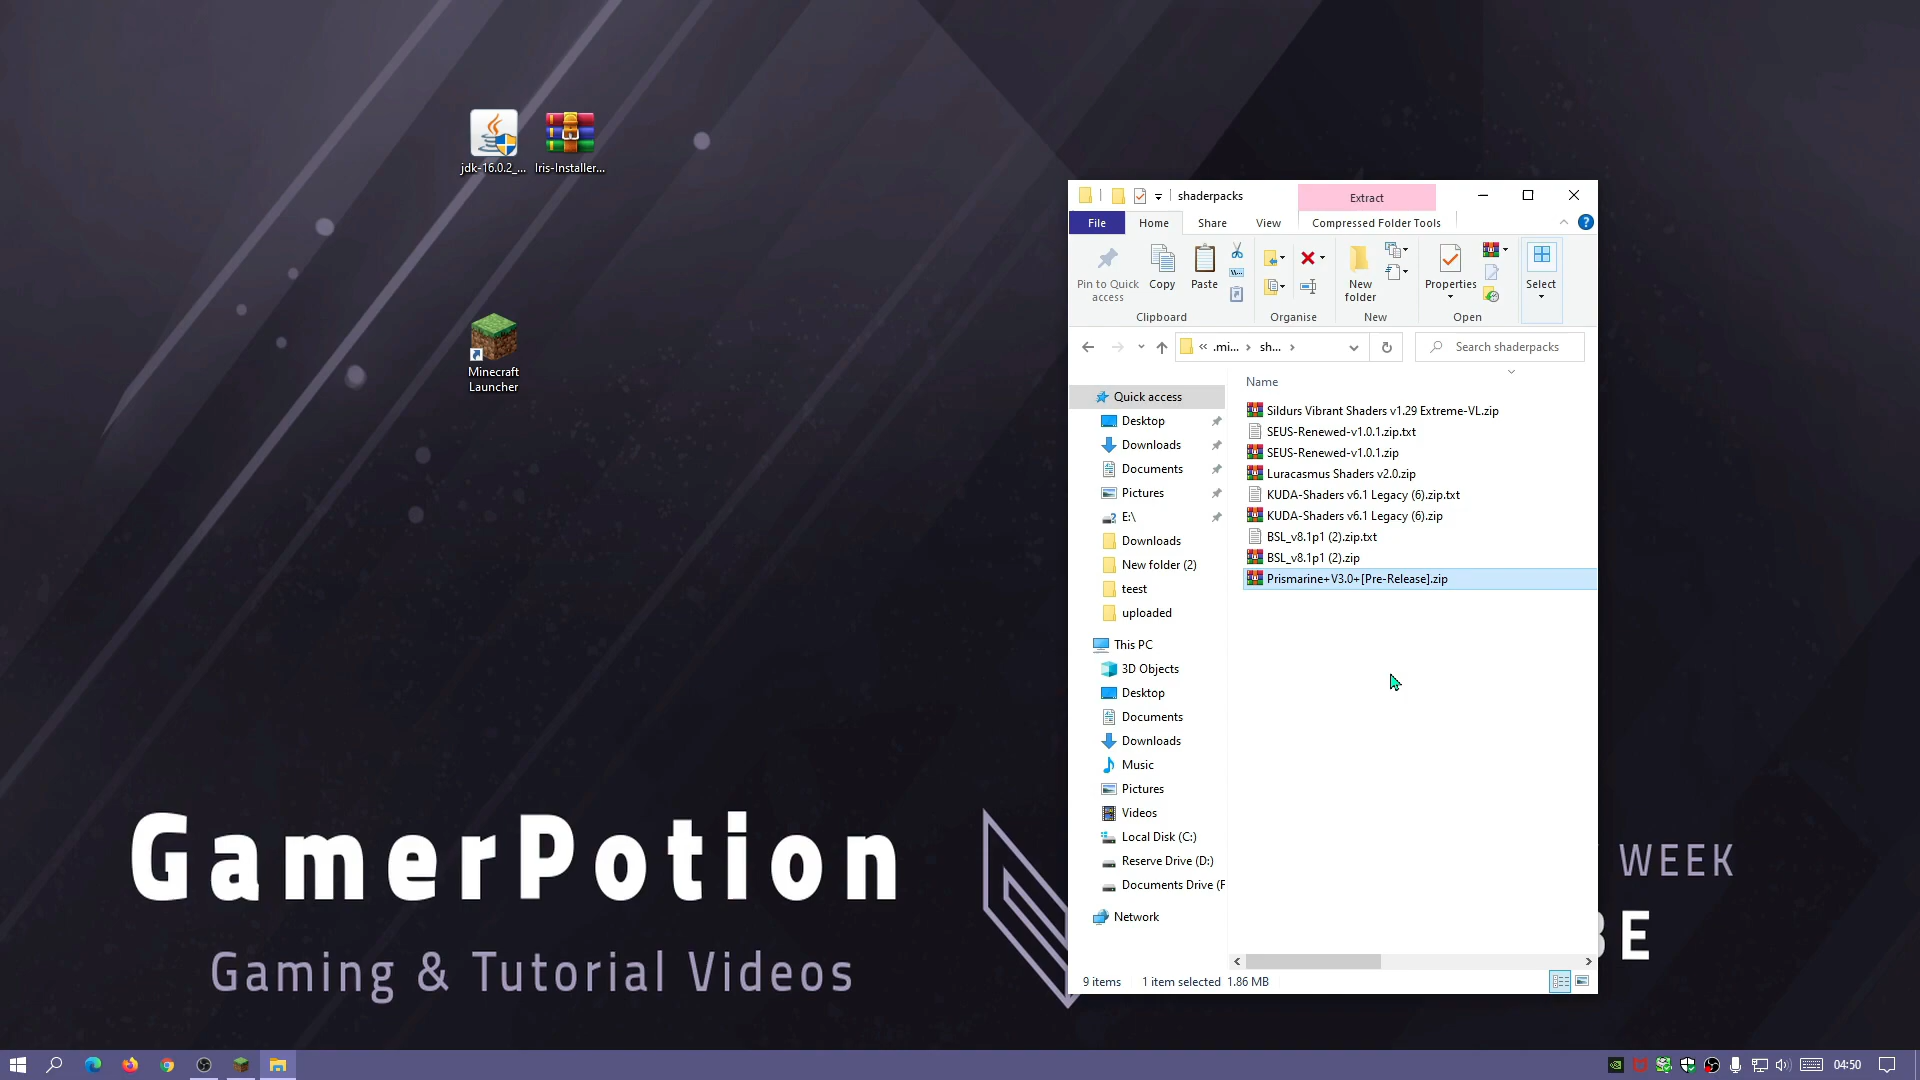 jdk-16.0.2_...
Iris-Installer...
Minecraft
Launcher
GamerPotion
Gaming & Tutorial Videos
WEEK
BE
shaderpacks
Extract
File
Home
Share
View
Compressed Folder Tools
Pin to Quick
access
Copy
Paste
New
folder
Properties
Select
Clipboard
Organise
New
Open
« .mi... › sh... ›
Search shaderpacks
Quick access
Desktop
Downloads
Documents
Pictures
E:\
Downloads
New folder (2)
teest
uploaded
This PC
3D Objects
Desktop
Documents
Downloads
Music
Pictures
Videos
Local Disk (C:)
Reserve Drive (D:)
Documents Drive (F
Network
Name
Sildurs Vibrant Shaders v1.29 Extreme-VL.zip
SEUS-Renewed-v1.0.1.zip.txt
SEUS-Renewed-v1.0.1.zip
Luracasmus Shaders v2.0.zip
KUDA-Shaders v6.1 Legacy (6).zip.txt
KUDA-Shaders v6.1 Legacy (6).zip
BSL_v8.1p1 (2).zip.txt
BSL_v8.1p1 (2).zip
Prismarine+V3.0+[Pre-Release].zip
9 items
1 item selected 1.86 MB
04:50